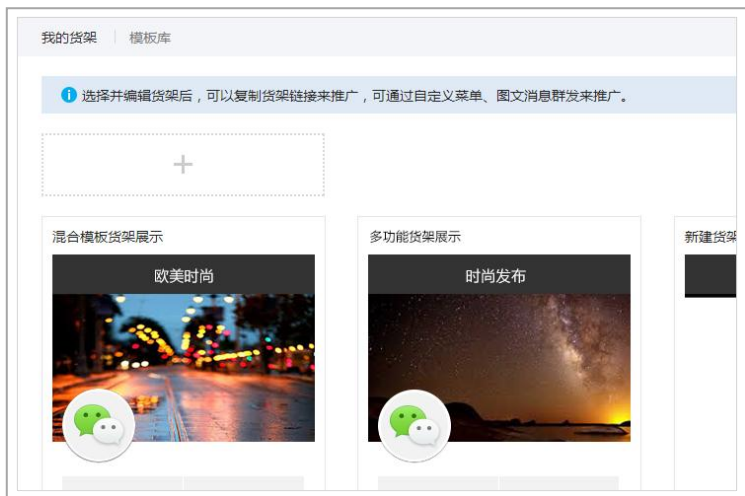 我的货架 模板库
选择并编辑货架后，可以复制货架链接来推广，可通过自定义菜单、图文消息群发来推广。
混合模板货架展示 多功能货架展示 新建货架
欧美时尚 时尚发布